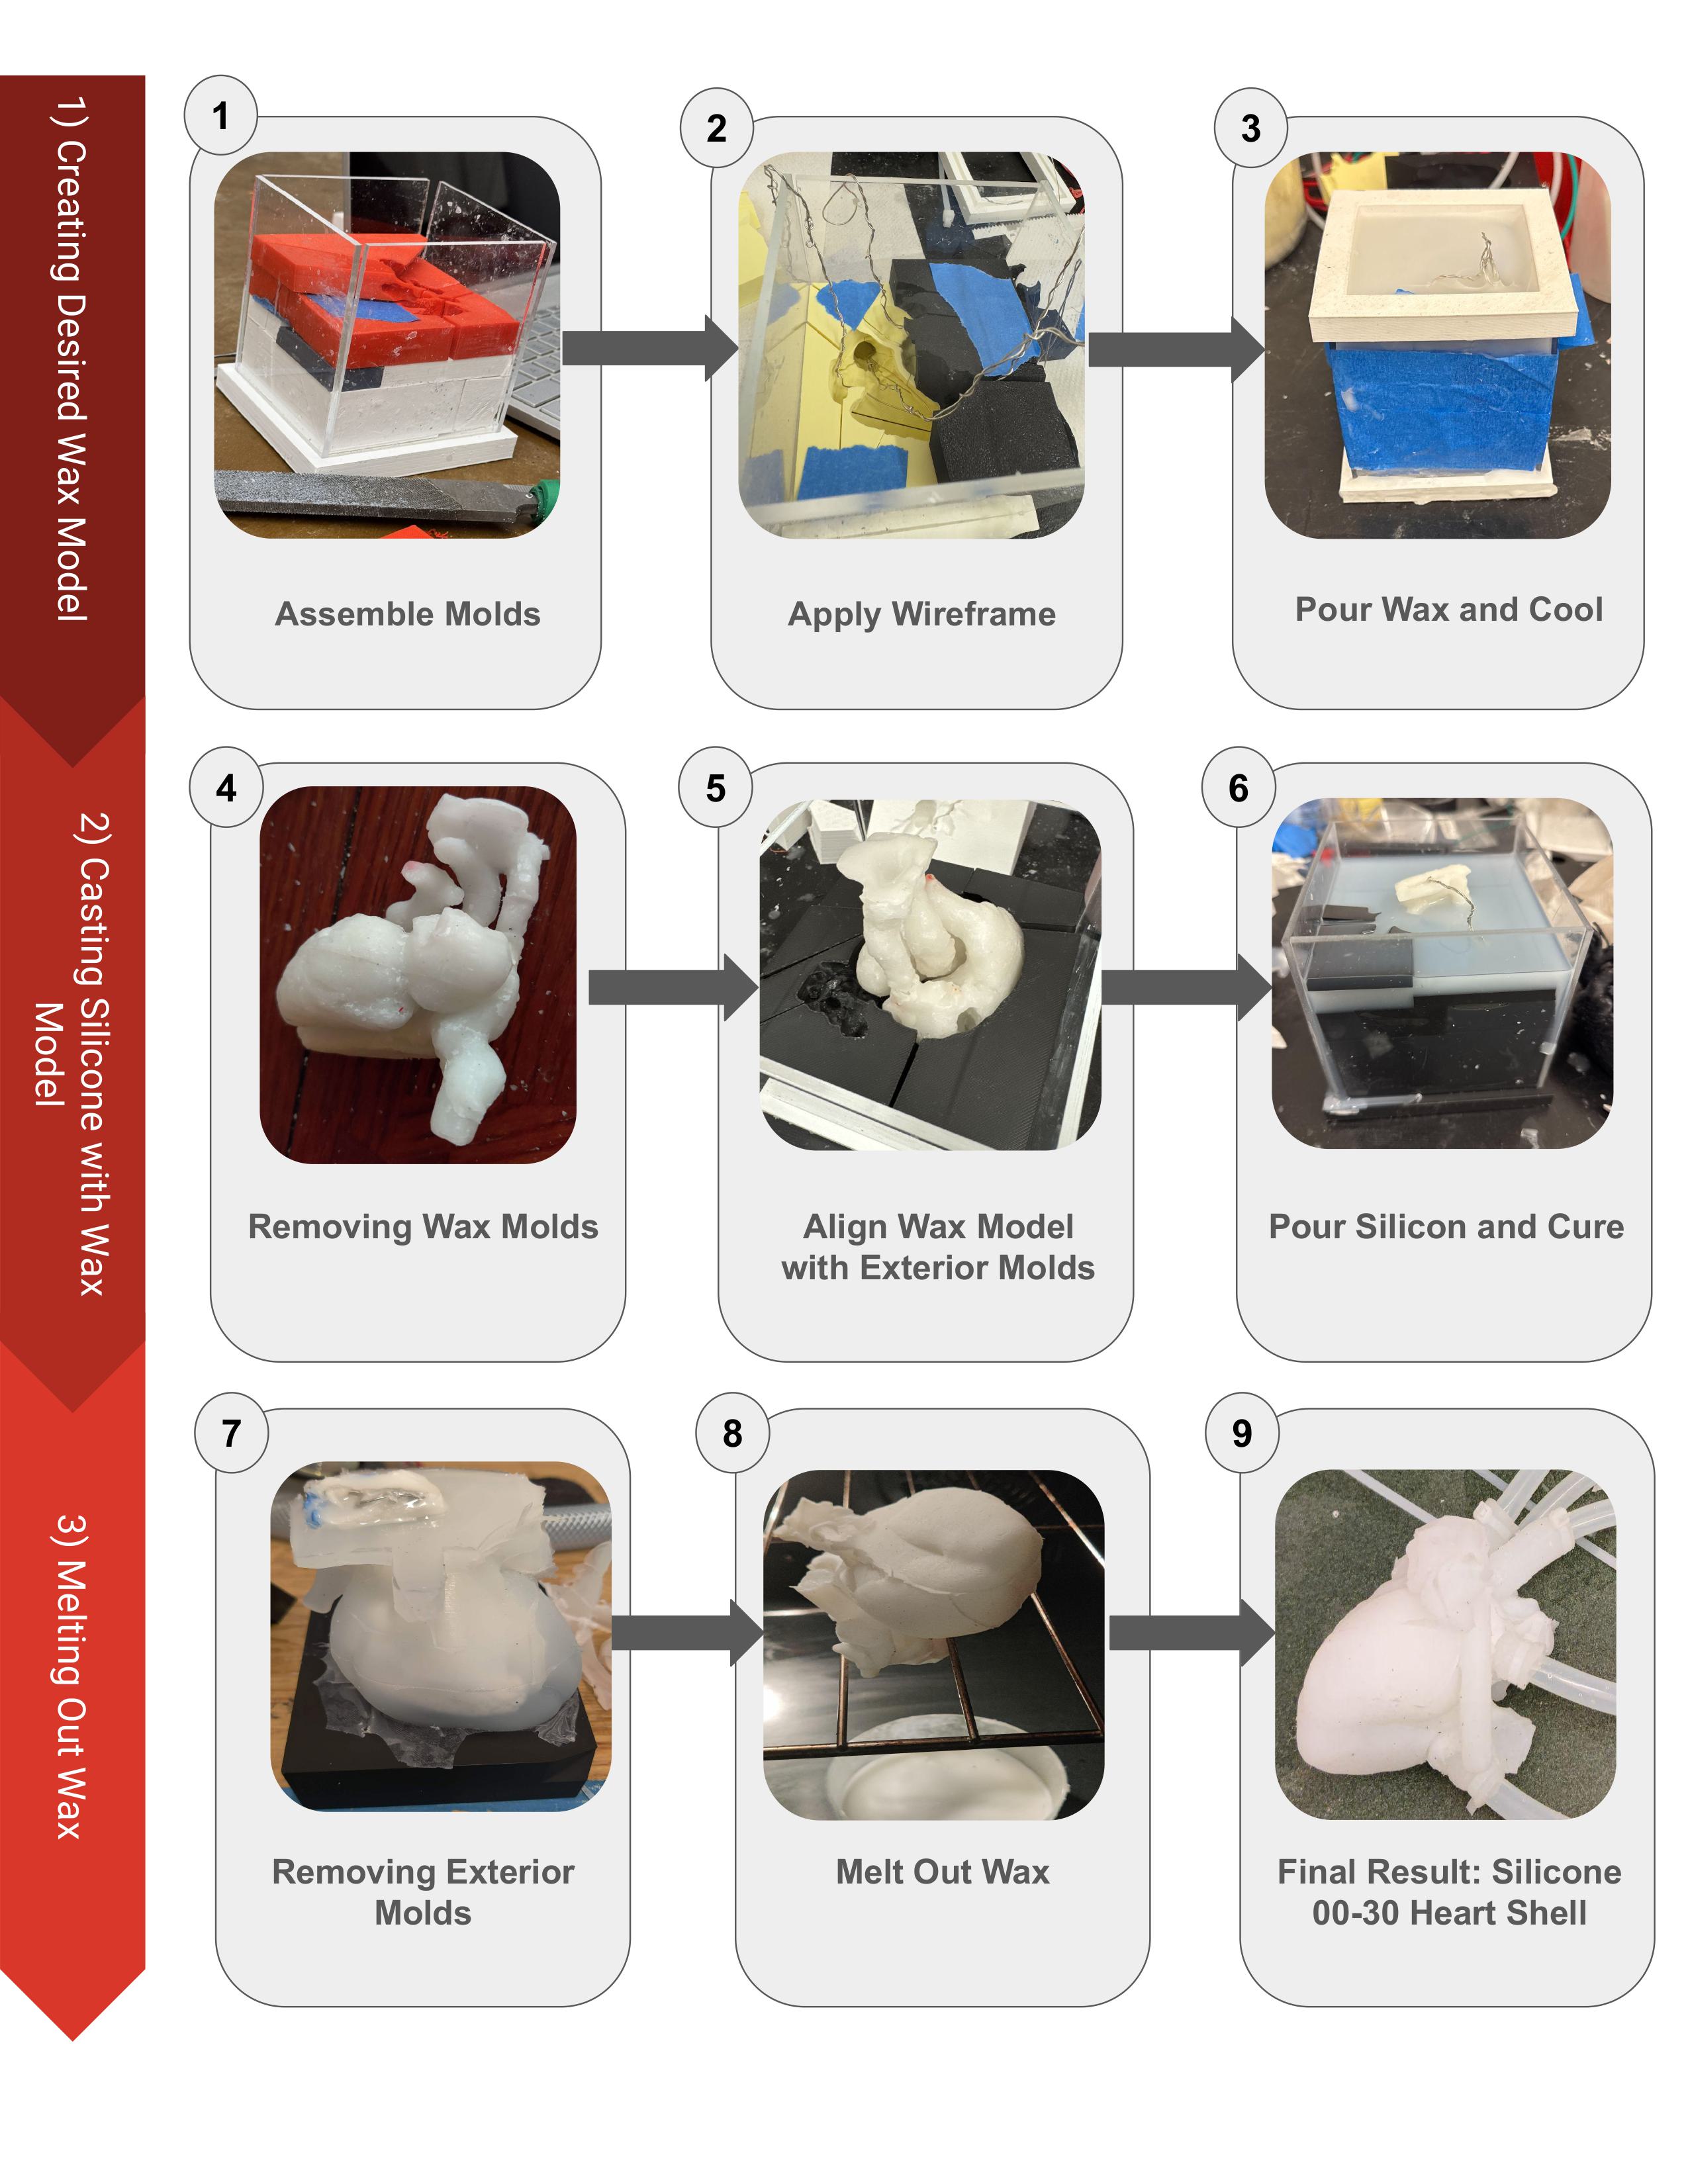 1) Creating Desired Wax Model
1
Assemble Molds
2
Apply Wireframe
3
Pour Wax and Cool
2) Casting Silicone with Wax
Model
4
Removing Wax Molds
5
Align Wax Model
with Exterior Molds
6
Pour Silicon and Cure
3) Melting Out Wax
7
Removing Exterior
Molds
8
Melt Out Wax
9
Final Result: Silicone
00-30 Heart Shell